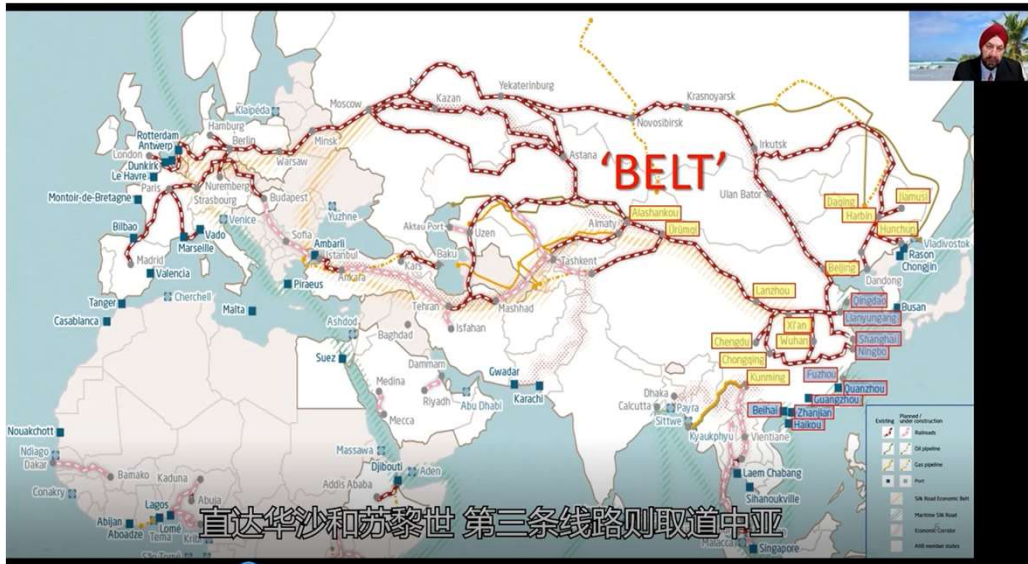 Yekaterinburg
Krasnoyarsk
Moscow
Kazan
Klaipėda
Novosibirsk
Minsk
Hamburg
Irkutsk
Rotterdam
Berlin
Antwerp
Astana
'BELT'
London
Warsaw
Dunkirk
Le Havre
Paris
Nuremberg
Strasbourg
Budapest
Ulan Bator
Daqing
Jiamusi
Harbin
Montoir-de-Bretagne
Venice
Yuzhne
Alashankou
Hunchun
Almaty
Ürümqi
Aktau Port
Uzen
Vladivostok
Bilbao
Vado
Marseille
Sofia
Ambarli
Istanbul
Rason
Chongjin
Madrid
Kars
Baku
Tashkent
Beijing
Dandong
Valencia
Ankara
Piraeus
Lanzhou
Tehran
Mashhad
Qingdao
Busan
Tanger
Cherchell
Malta
Lianyungang
Casablanca
Ashdod
Isfahan
Xi'an
Baghdad
Chengdu
Wuhan
Shanghai
Ningbo
Suez
Dammam
Gwadar
Chongqing
Karachi
Kunming
Fuzhou
Medina
Dhaka
Quanzhou
Riyadh
Abu Dhabi
Calcutta
Payra
Guangzhou
Mecca
Sittwe
Beihai
Zhanjian
Haikou
Kyaukphyu
Nouakchott
Vientiane
Massawa
Ndiago
Dakar
Djibouti
Aden
Laem Chabang
Bamako
Kaduna
Addis Ababa
Sihanoukville
Conakry
Abuja
Lagos
Abijan
Lomé
Aboadze
Tema
Malacca
Singapore
Existing
Planned /
under construction
Railroads
Oil pipeline
Gas pipeline
Port
Silk Road Economic Belt
Maritime Silk Road
Economic Corridor
AIIB member states
直达华沙和苏黎世 第三条线路则取道中亚